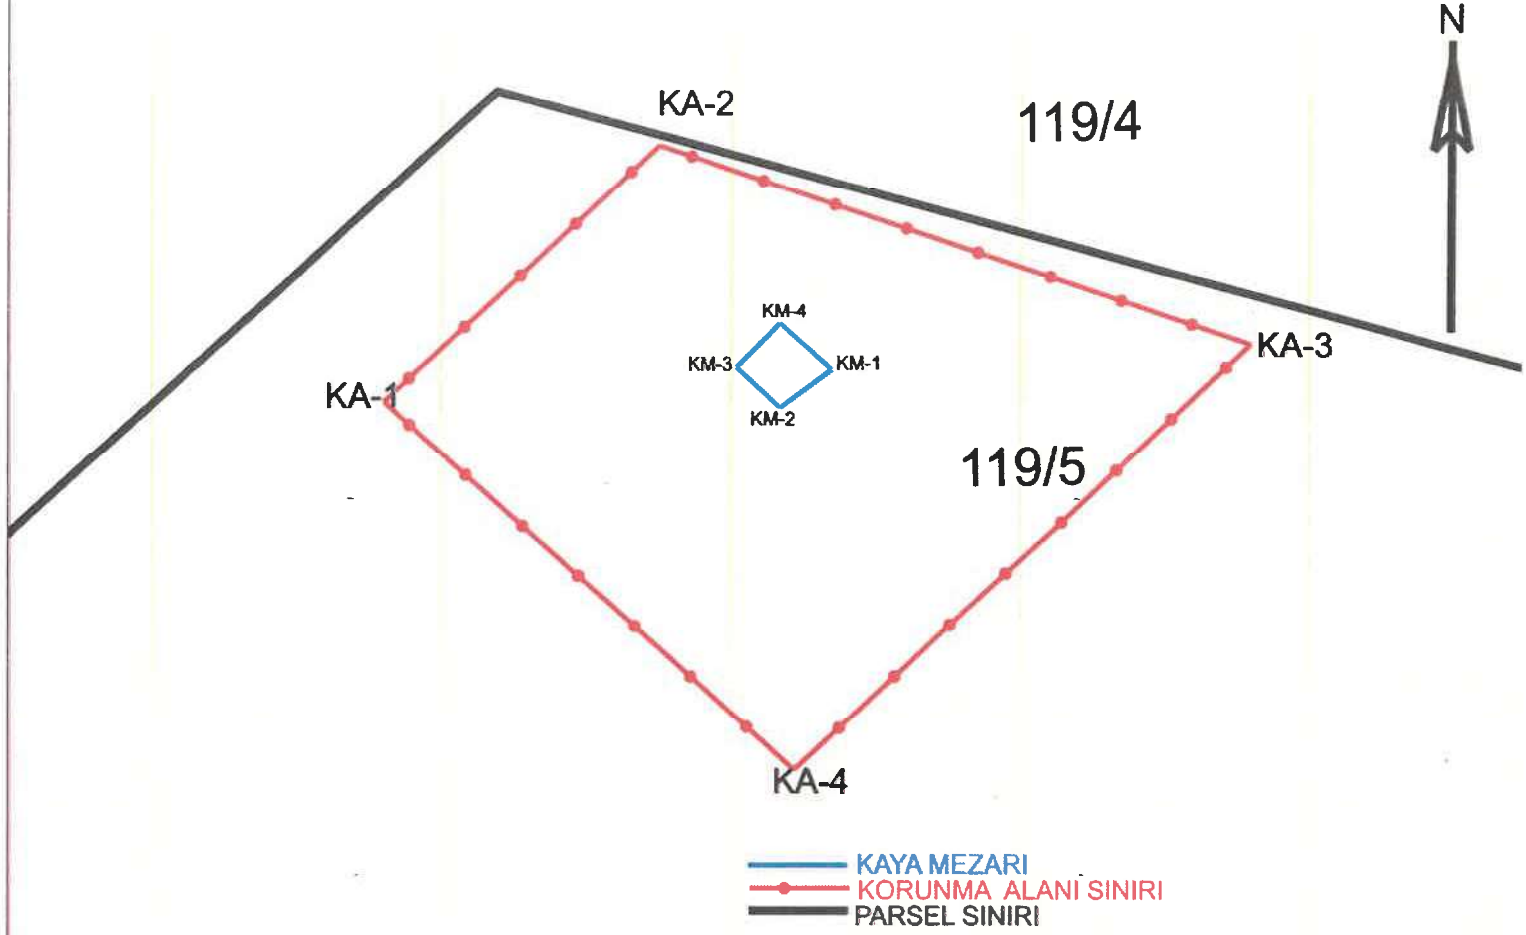 N
KA-2
119/4
KM-4
KA-3
KM-3
KM-1
KA-1
KM-2
119/5
KA-4
KAYA MEZARI
KORUNMA ALANI SINIRI
PARSEL SINIRI